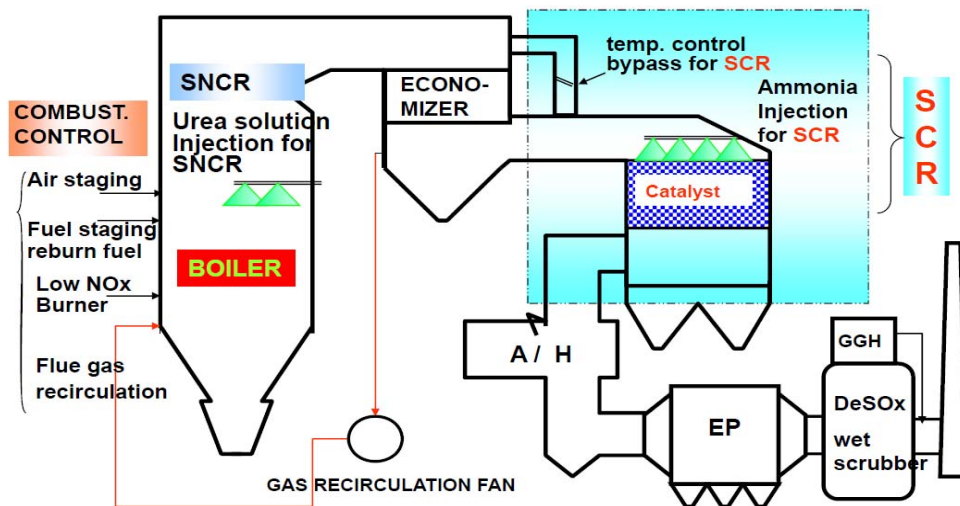 COMBUST.
CONTROL
Air staging
Fuel staging
reburn fuel
Low NOx
Burner
Flue gas
recirculation
SNCR
Urea solution
Injection for
SNCR
BOILER
ECONO-
MIZER
temp. control
bypass for SCR
Ammonia
Injection
for SCR
Catalyst
S
C
R
A / H
GAS RECIRCULATION FAN
EP
GGH
DeSOx
wet
scrubber